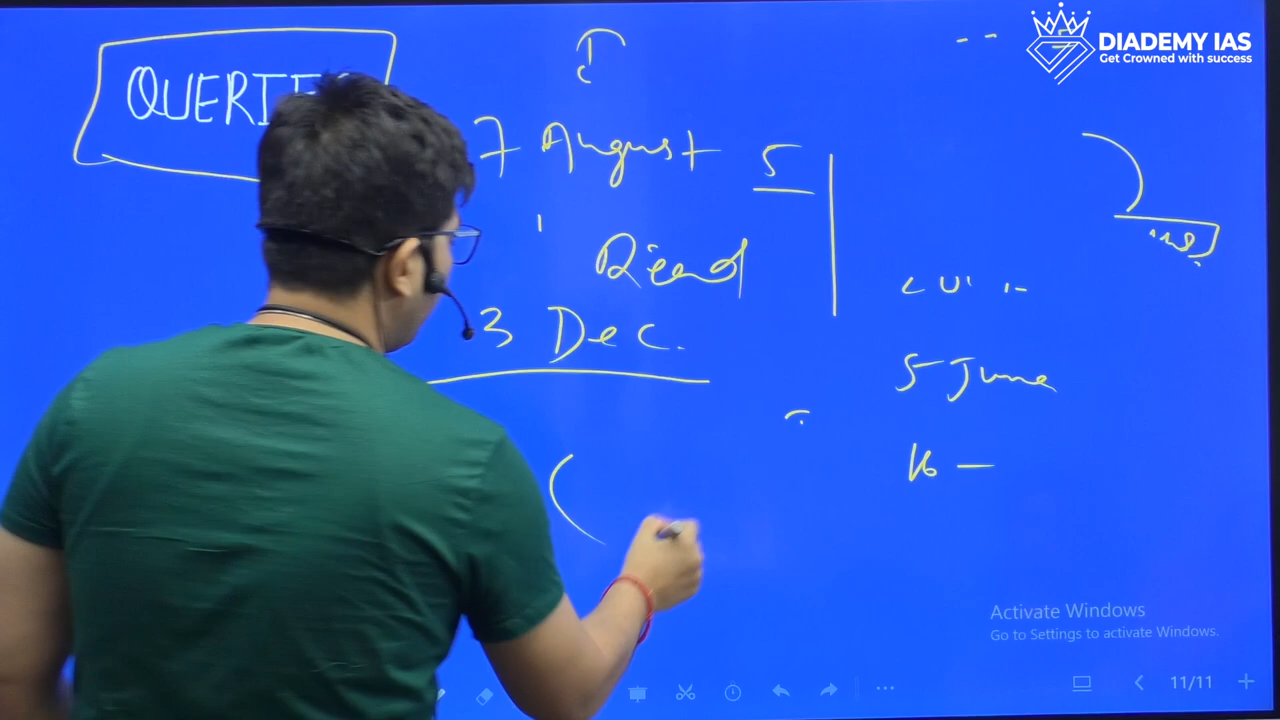 DIADEMY IAS
Get Crowned with success
QUERIE
7 August 5
3 Dec.
5 June
16 —
Activate Windows
Go to Settings to activate Windows.
11/11